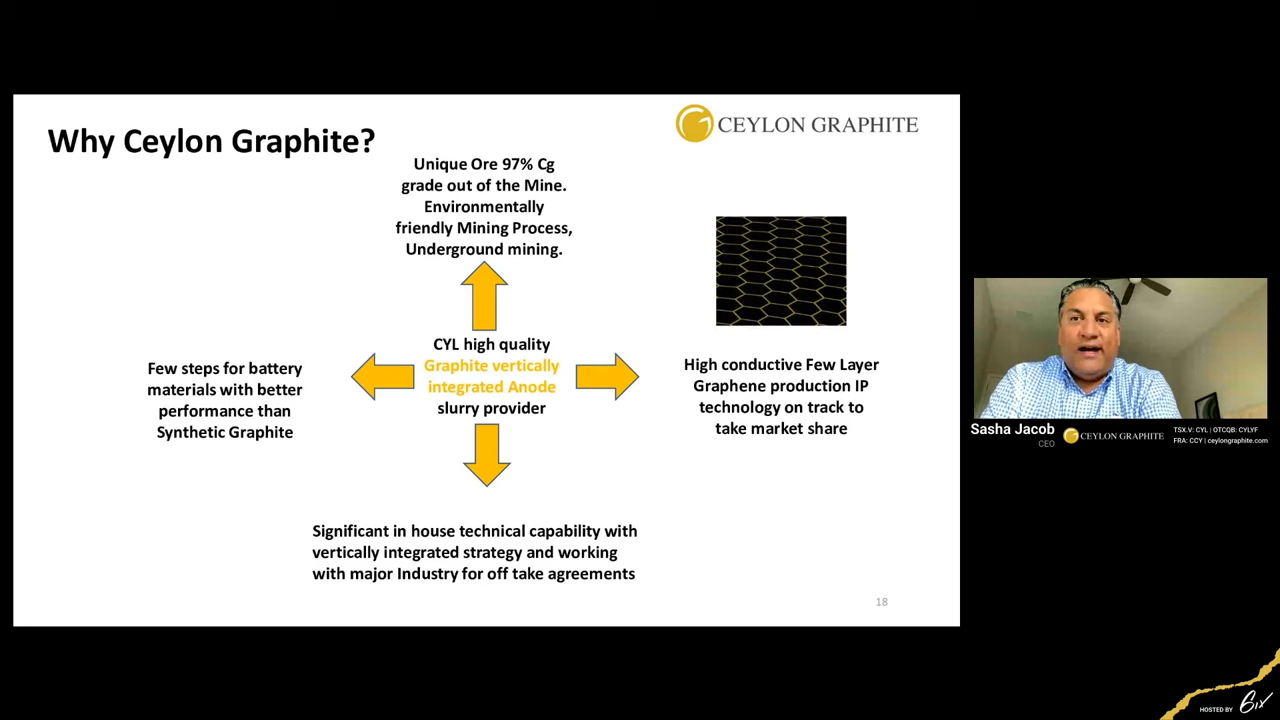 Why Ceylon Graphite?
CEYLON GRAPHITE
Unique Ore 97% Cg
grade out of the Mine.
Environmentally
friendly Mining Process,
Underground mining.
CYL high quality
Graphite vertically
integrated Anode
slurry provider
Few steps for battery
materials with better
performance than
Synthetic Graphite
High conductive Few Layer
Graphene production IP
technology on track to
take market share
Significant in house technical capability with
vertically integrated strategy and working
with major Industry for off take agreements
18
Sasha Jacob
CEO
CEYLON GRAPHITE
TSX.V: CYL | OTCQB: CYLYF
FRA: CCY | ceylongraphite.com
HOSTED BY 6ix